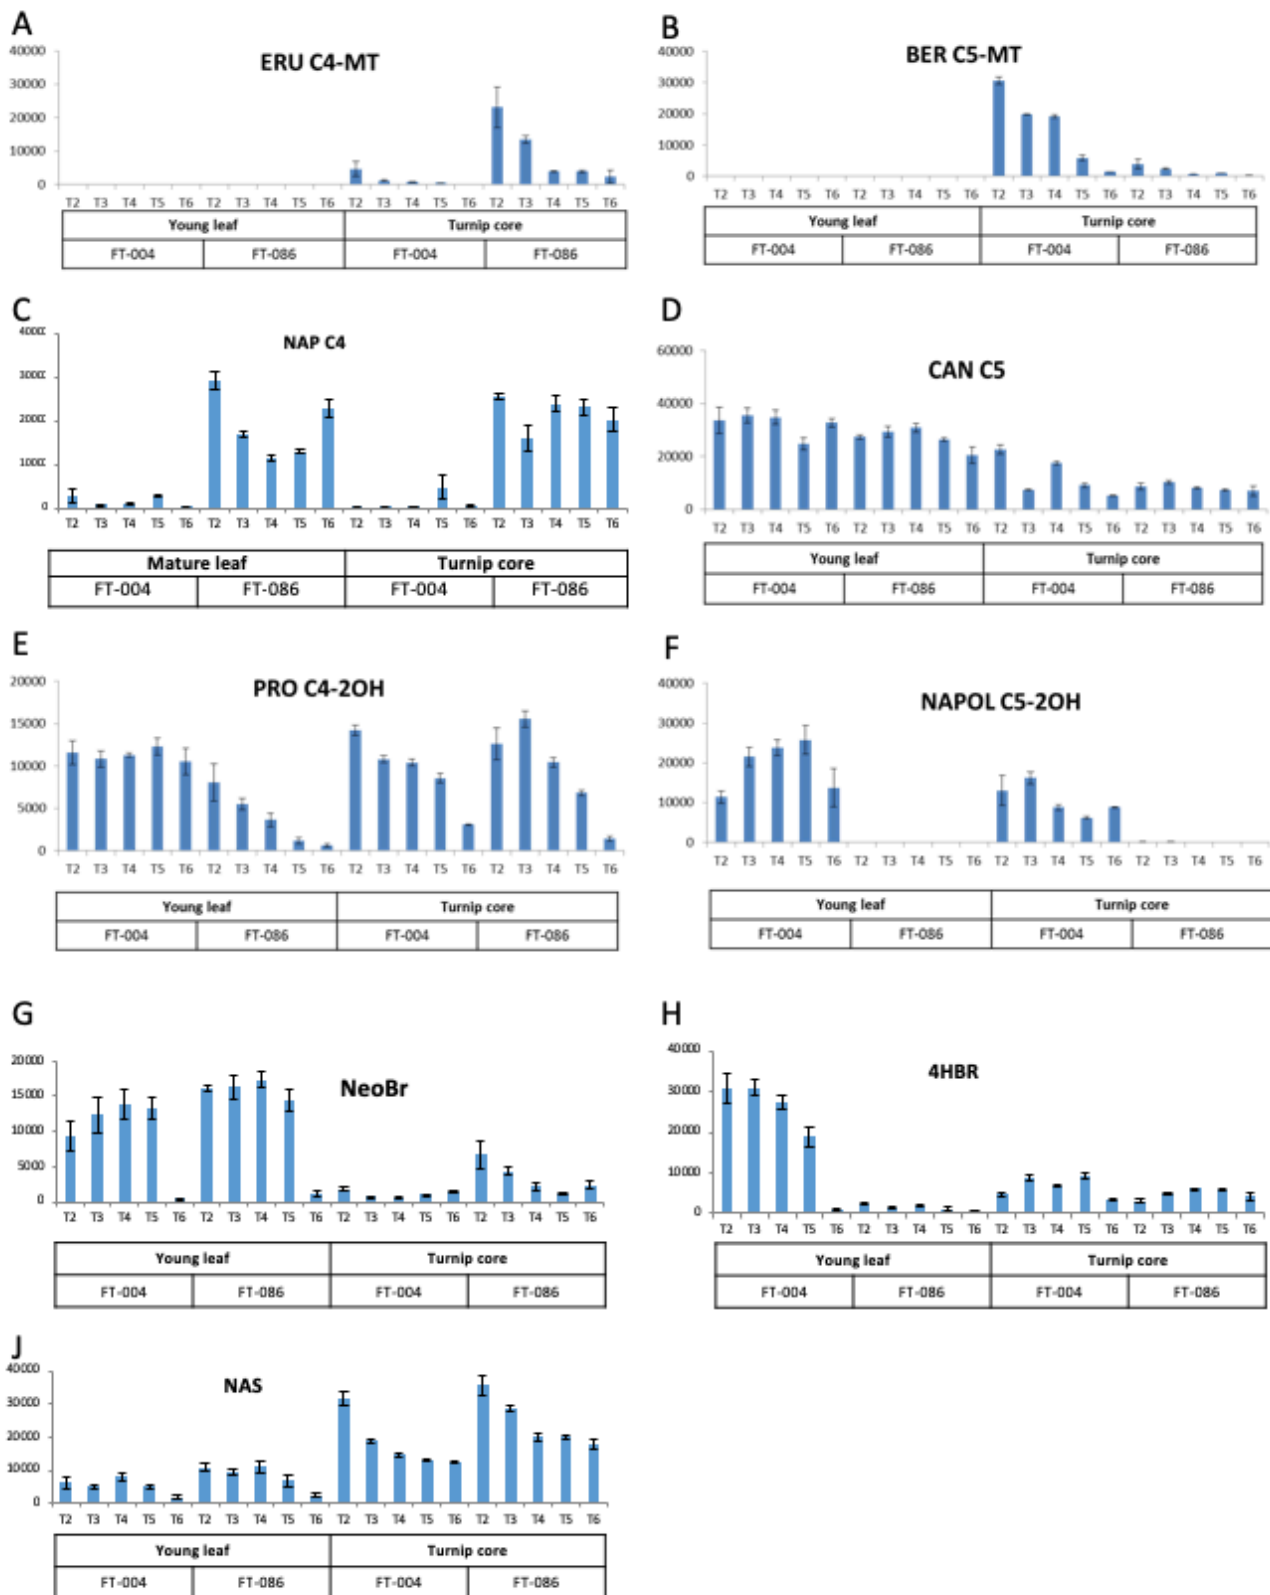 A
ERU C4-MT
40000
30000
20000
10000
0
T2 T3 T4 T5 T6 T2 T3 T4 T5 T6 T2 T3 T4 T5 T6 T2 T3 T4 T5 T6
Young leaf Turnip core
FT-004 FT-086 FT-004 FT-086
B
BER C5-MT
40000
30000
20000
10000
0
T2 T3 T4 T5 T6 T2 T3 T4 T5 T6 T2 T3 T4 T5 T6 T2 T3 T4 T5 T6
Young leaf Turnip core
FT-004 FT-086 FT-004 FT-086
C
NAP C4
0
T2 T3 T4 T5 T6 T2 T3 T4 T5 T6 T2 T3 T4 T5 T6 T2 T3 T4 T5 T6
Mature leaf Turnip core
FT-004 FT-086 FT-004 FT-086
D
CAN C5
60000
40000
20000
0
T2 T3 T4 T5 T6 T2 T3 T4 T5 T6 T2 T3 T4 T5 T6 T2 T3 T4 T5 T6
Young leaf Turnip core
FT-004 FT-086 FT-004 FT-086
E
PRO C4-2OH
20000
15000
10000
5000
0
T2 T3 T4 T5 T6 T2 T3 T4 T5 T6 T2 T3 T4 T5 T6 T2 T3 T4 T5 T6
Young leaf Turnip core
FT-004 FT-086 FT-004 FT-086
F
NAPOL C5-2OH
40000
30000
20000
10000
0
T2 T3 T4 T5 T6 T2 T3 T4 T5 T6 T2 T3 T4 T5 T6 T2 T3 T4 T5 T6
Young leaf Turnip core
FT-004 FT-086 FT-004 FT-086
G
NeoBr
20000
15000
10000
5000
0
T2 T3 T4 T5 T6 T2 T3 T4 T5 T6 T2 T3 T4 T5 T6 T2 T3 T4 T5 T6
Young leaf Turnip core
FT-004 FT-086 FT-004 FT-086
H
4HBR
40000
30000
20000
10000
0
T2 T3 T4 T5 T6 T2 T3 T4 T5 T6 T2 T3 T4 T5 T6 T2 T3 T4 T5 T6
Young leaf Turnip core
FT-004 FT-086 FT-004 FT-086
J
NAS
40000
30000
20000
10000
0
T2 T3 T4 T5 T6 T2 T3 T4 T5 T6 T2 T3 T4 T5 T6 T2 T3 T4 T5 T6
Young leaf Turnip core
FT-004 FT-086 FT-004 FT-086